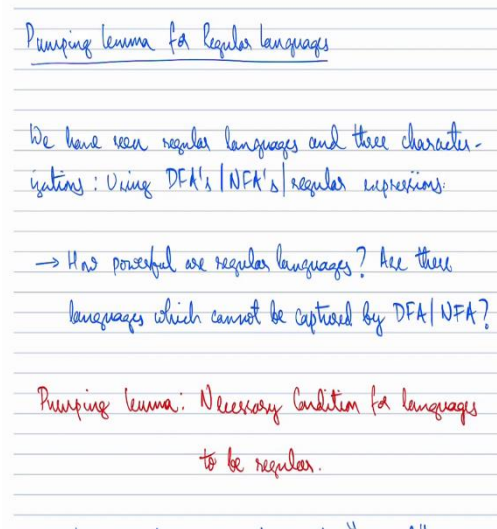 Pumping lemma for Regular Languages
We have seen regular languages and three character-
izations : Using DFA's | NFA's | regular expressions.
→ How powerful are regular languages? Are there
languages which cannot be captured by DFA | NFA?
Pumping lemma: Necessary Condition for languages
to be regular.